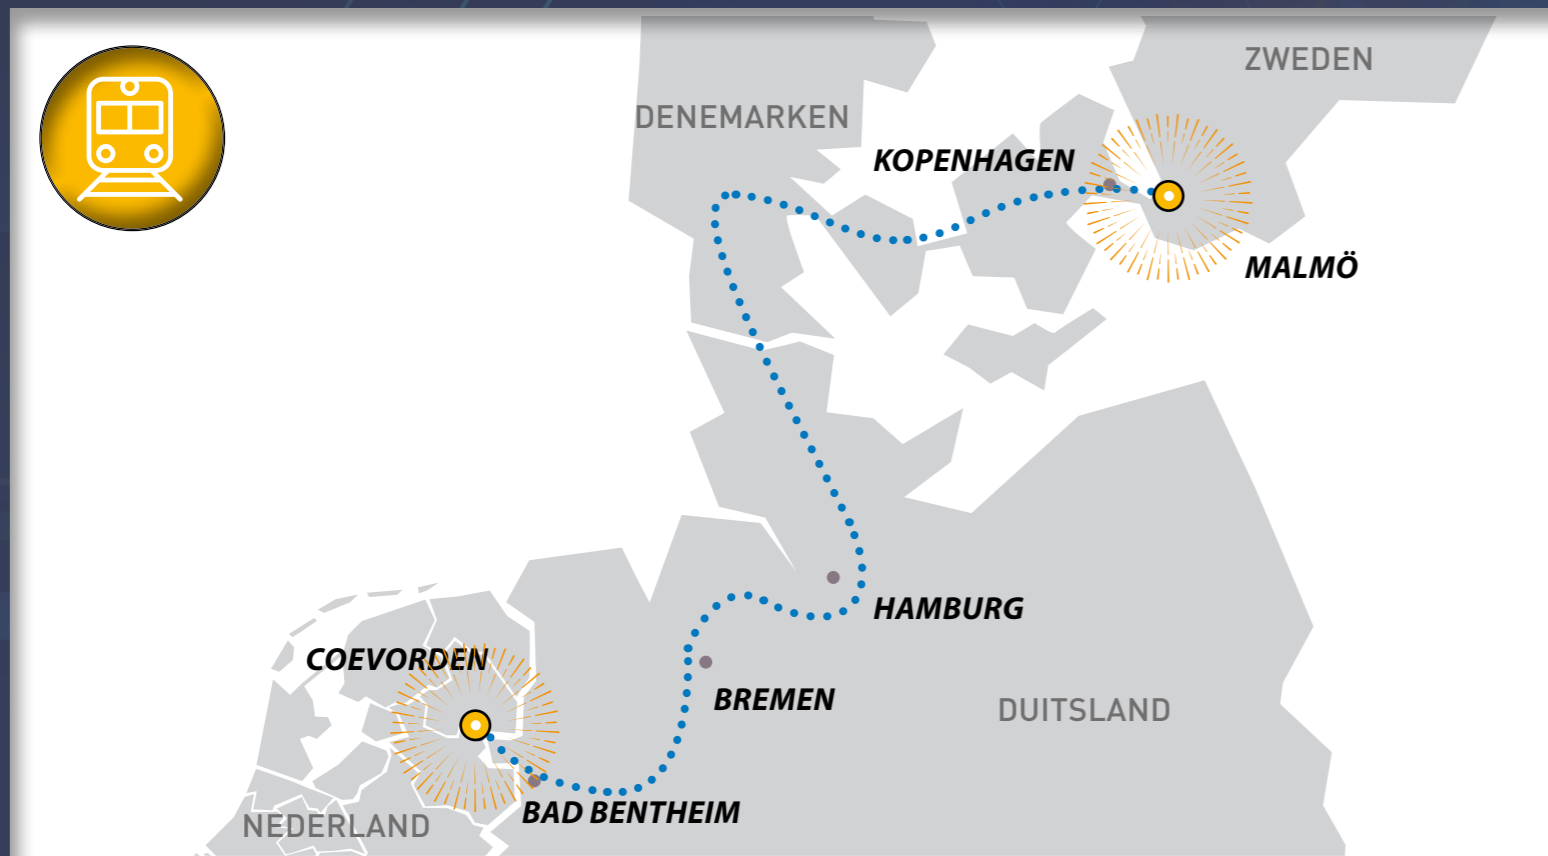 ZWEDEN
DENEMARKEN
KOPENHAGEN
MALMÖ
HAMBURG
COEVORDEN
BREMEN
DUITSLAND
BAD BENTHEIM
NEDERLAND